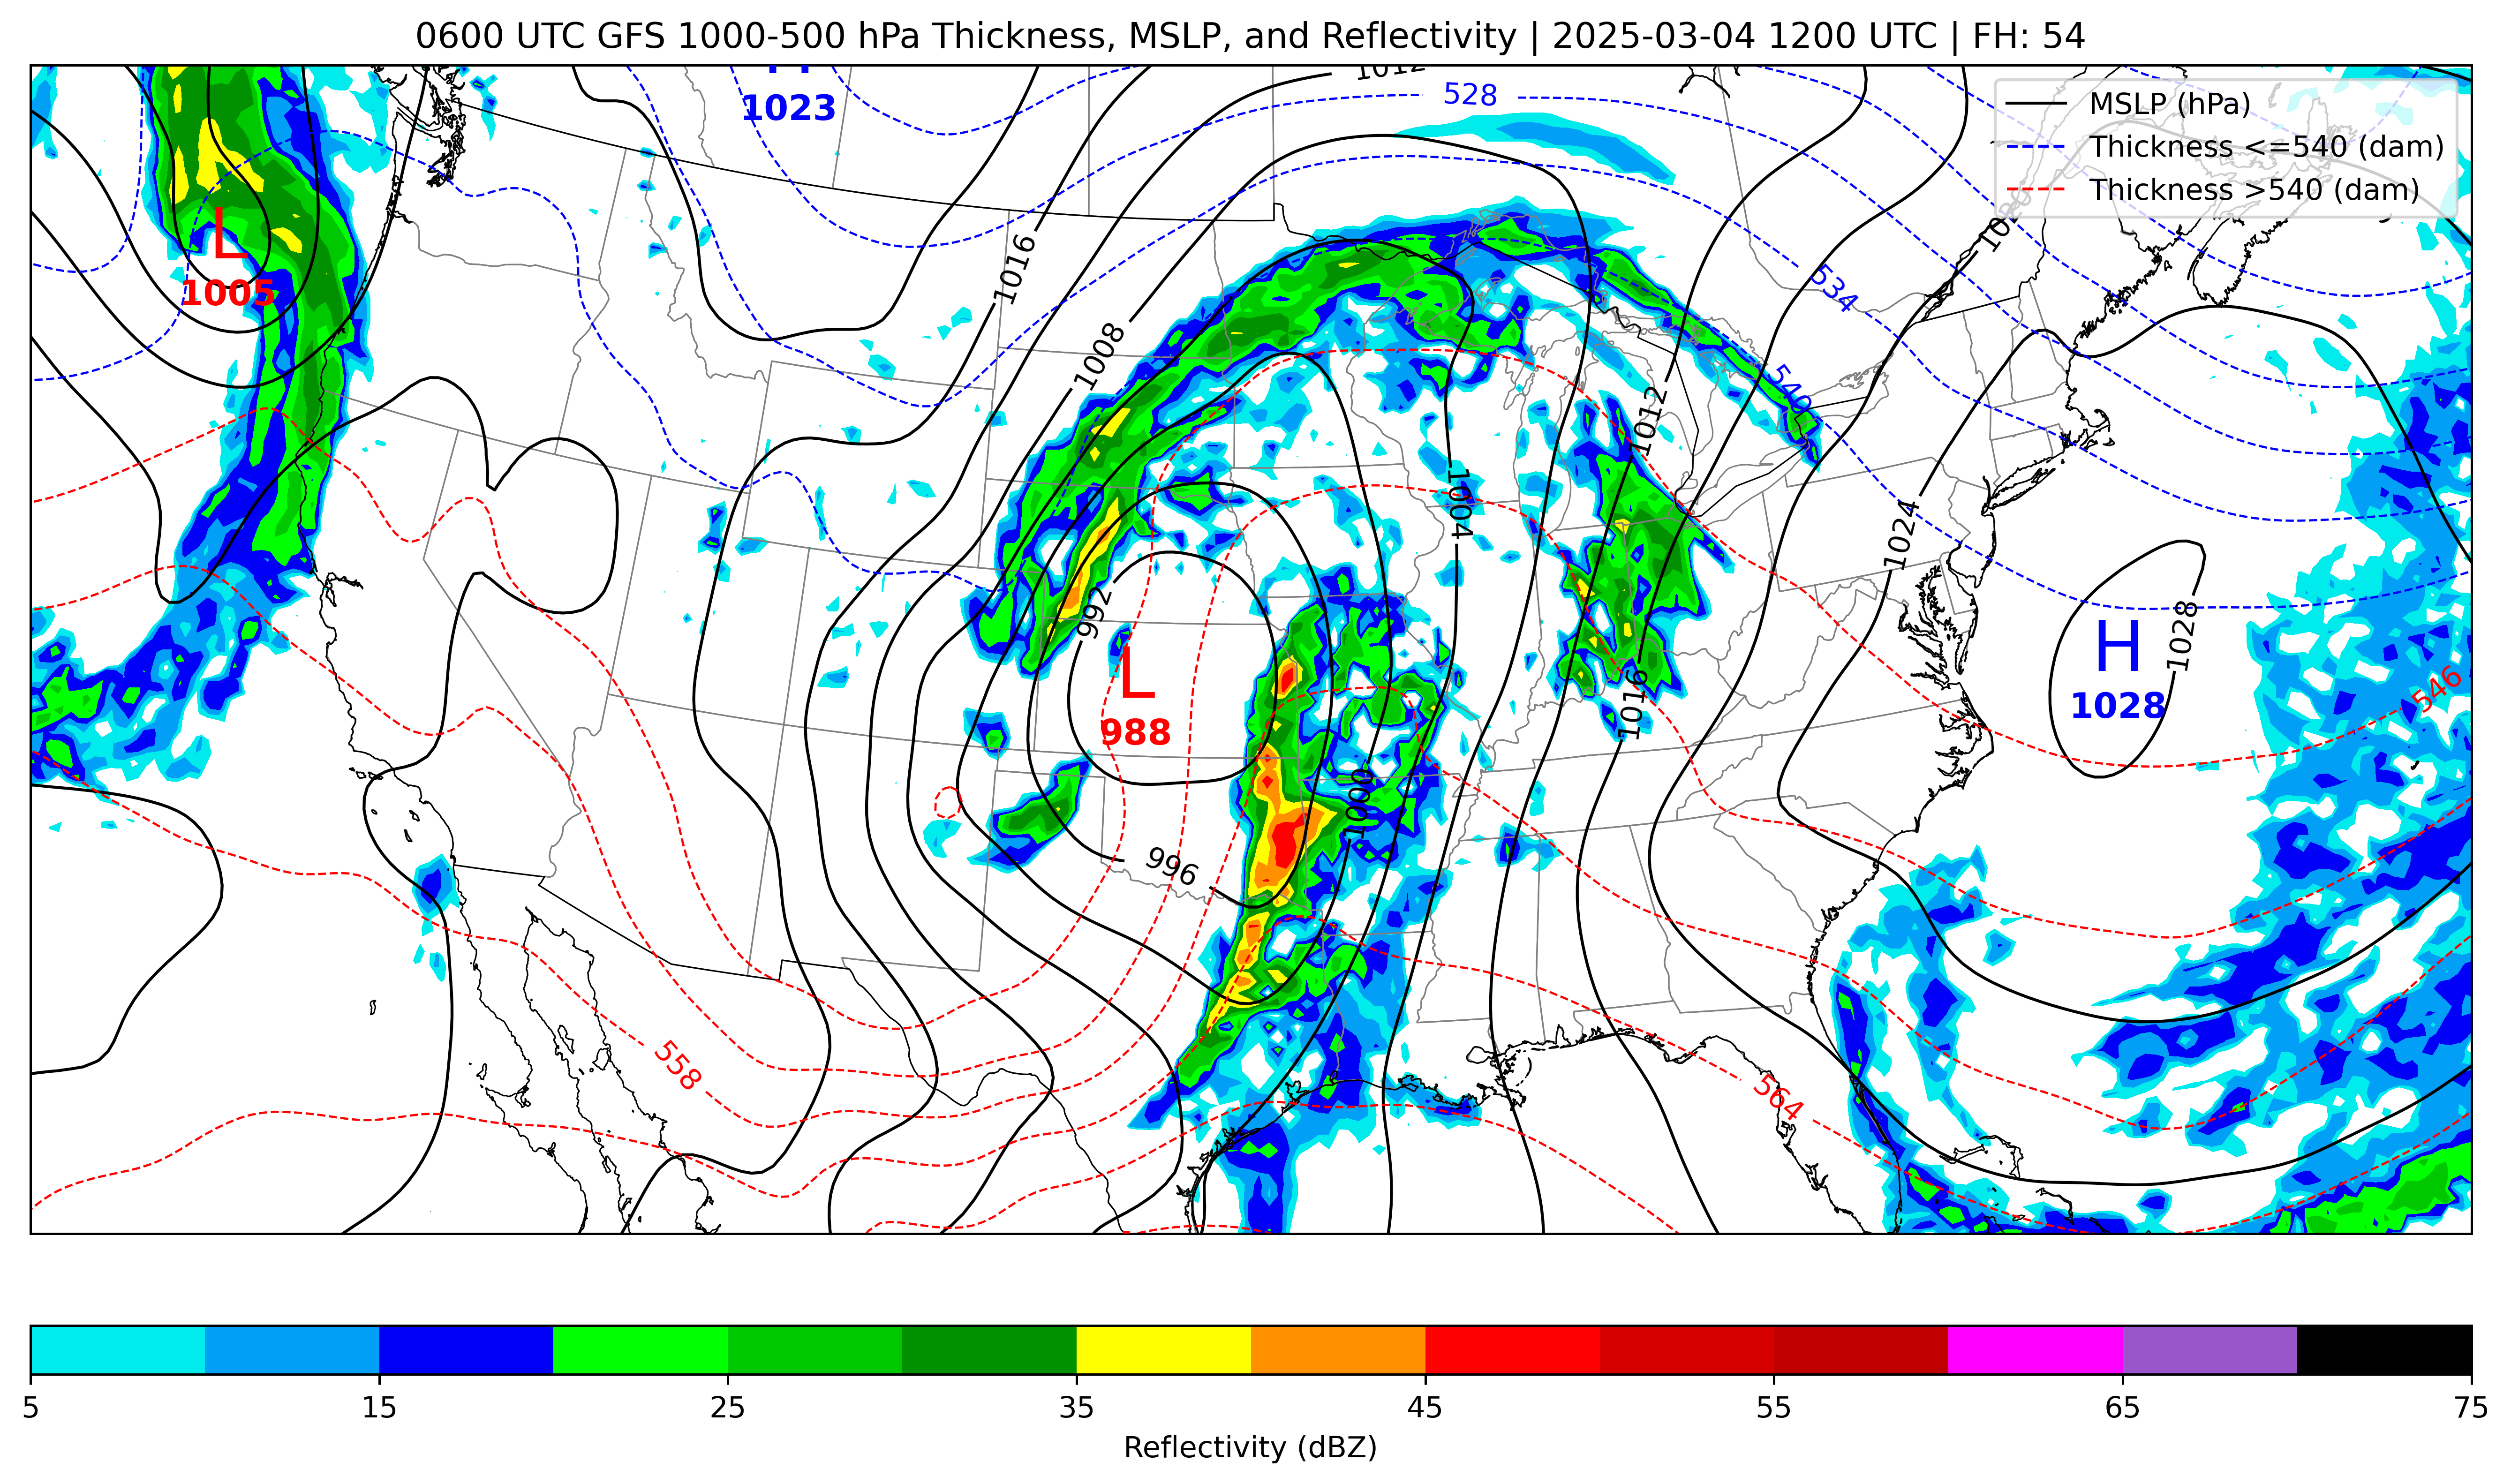 0600 UTC GFS 1000-500 hPa Thickness, MSLP, and Reflectivity | 2025-03-04 1200 UTC | FH: 54
MSLP (hPa)
Thickness <=540 (dam)
Thickness >540 (dam)
1023
1012
528
1016
L
1005
534
1008
540
1012
1004
1024
992
H
1028
1028
L
988
1016
546
1000
996
558
564
5 15 25 35 45 55 65 75
Reflectivity (dBZ)